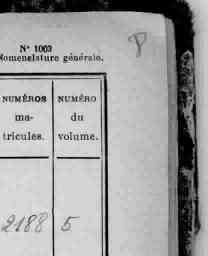 N° 1003
Nomenclature générale.
NUMÉROS ma- tricules.
NUMÉRO du volume.
2188 5